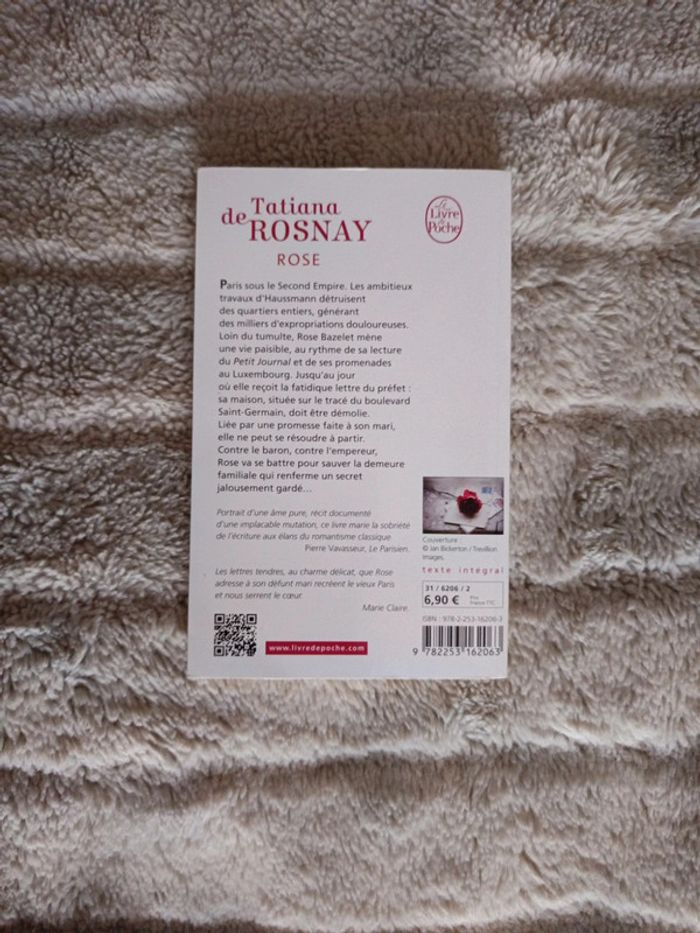 Tatiana
de ROSNAY
Le
Livre
de
Poche
ROSE
Paris sous le Second Empire. Les ambitieux
travaux d'Haussmann détruisent
des quartiers entiers, générant
des milliers d'expropriations douloureuses.
Loin du tumulte, Rose Bazelet mène
une vie paisible, au rythme de sa lecture
du Petit Journal et de ses promenades
au Luxembourg. Jusqu'au jour
où elle reçoit la fatidique lettre du préfet :
sa maison, située sur le tracé du boulevard
Saint-Germain, doit être démolie.
Liée par une promesse faite à son mari,
elle ne peut se résoudre à partir.
Contre le baron, contre l'empereur,
Rose va se battre pour sauver la demeure
familiale qui renferme un secret
jalousement gardé...
Portrait d'une âme pure, récit documenté
d'une implacable mutation, ce livre marie la sobriété
de l'écriture aux élans du romantisme classique
Pierre Vavasseur, Le Parisien.
Les lettres tendres, au charme délicat, que Rose
adresse à son défunt mari recréent le vieux Paris
et nous serrent le cœur.
Marie Claire.
www.livredepoche.com
Couverture :
© Ian Bickerton / Trevillion
Images.
texte intégral
31 / 6206 / 2
6,90 €
Prix
France TTC
ISBN : 978-2-253-16206-3
9 782253 162063